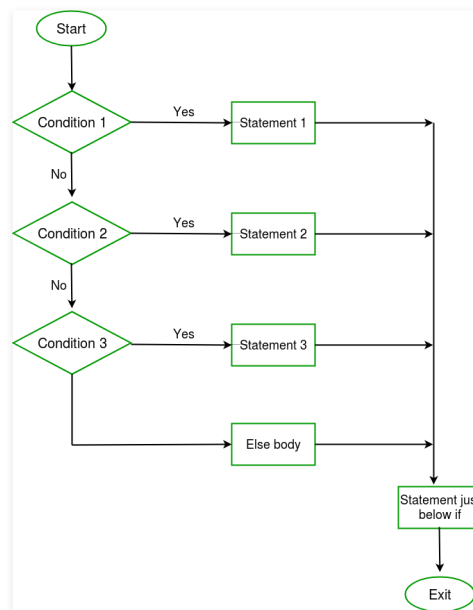 Start
Condition 1
Yes
Statement 1
No
Condition 2
Yes
Statement 2
No
Condition 3
Yes
Statement 3
Else body
Statement jus
below if
Exit